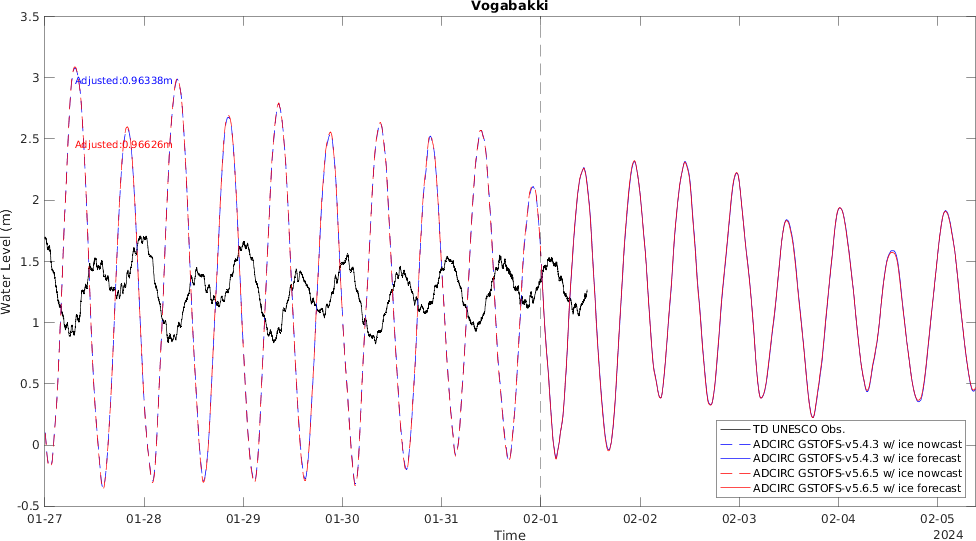 Vogabakki
3.5
3
2.5
2
1.5
1
0.5
0
-0.5
Water Level (m)
Adjusted:0.96338m
Adjusted:0.96626m
TD UNESCO Obs.
ADCIRC GSTOFS-v5.4.3 w/ ice nowcast
ADCIRC GSTOFS-v5.4.3 w/ ice forecast
ADCIRC GSTOFS-v5.6.5 w/ ice nowcast
ADCIRC GSTOFS-v5.6.5 w/ ice forecast
01-27 01-28 01-29 01-30 01-31 02-01 02-02 02-03 02-04 02-05
Time
2024